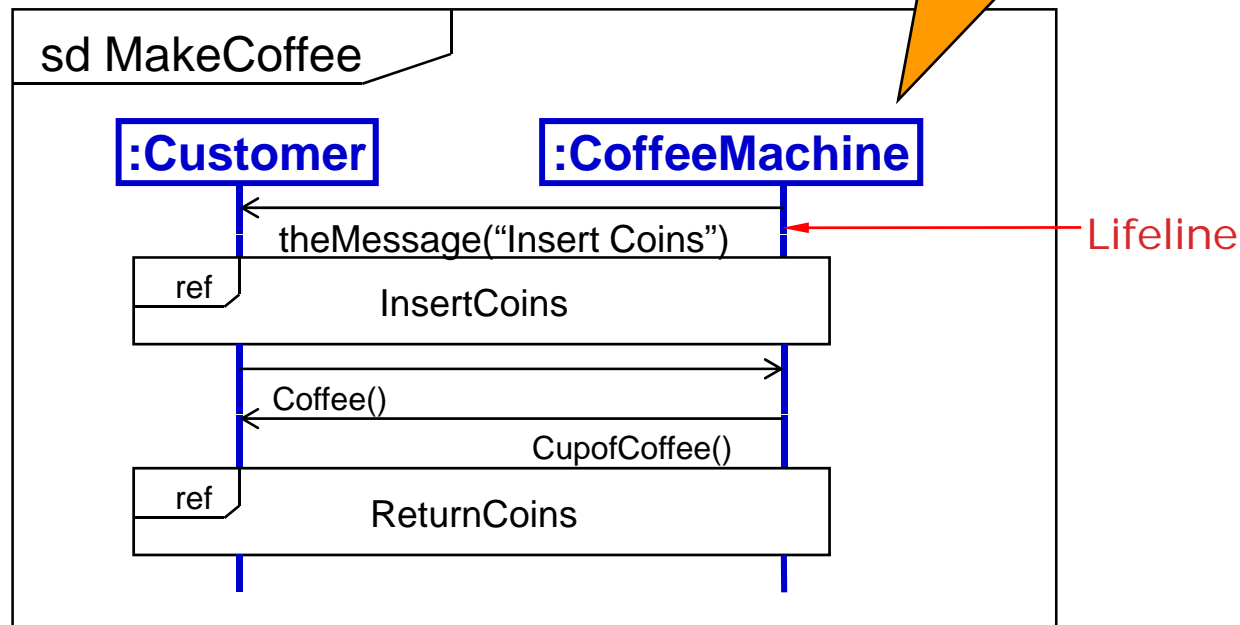 sd MakeCoffee
:Customer
:CoffeeMachine
theMessage(“Insert Coins”)
Lifeline
ref
InsertCoins
Coffee()
CupofCoffee()
ref
ReturnCoins